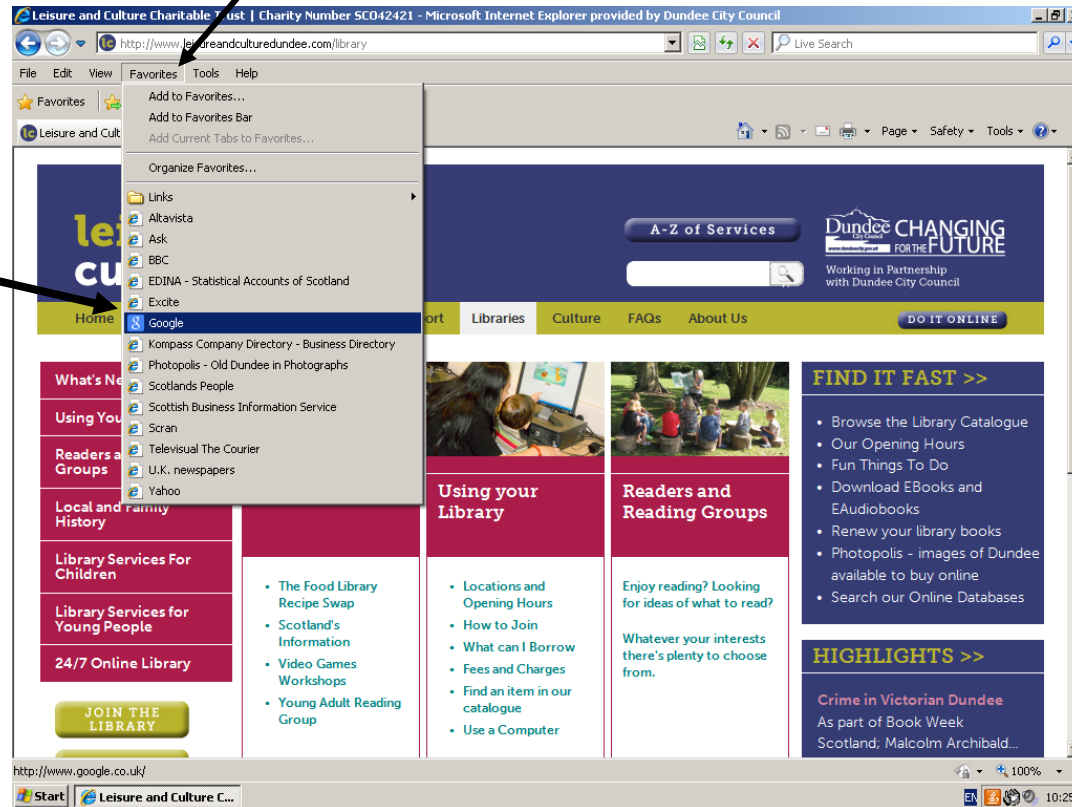 Leisure and Culture Charitable Trust | Charity Number SC042421 - Microsoft Internet Explorer provided by Dundee City Council
http://www.leisureandculturedundee.com/library
Live Search
File Edit View Favorites Tools Help
Favorites
Leisure and Cult
Page Safety Tools
Add to Favorites...
Add to Favorites Bar
Add Current Tabs to Favorites...
Organize Favorites...
Links
Altavista
Ask
BBC
EDINA - Statistical Accounts of Scotland
Excite
Google
Kompass Company Directory - Business Directory
Photopolis - Old Dundee in Photographs
Scotlands People
Scottish Business Information Service
Scran
Televisual The Courier
U.K. newspapers
Yahoo
lei
cu
A-Z of Services
Dundee CHANGING
City Council FOR THE FUTURE
www.dundeecity.gov.uk
Working in Partnership
with Dundee City Council
Home
ort Libraries Culture FAQs About Us
DO IT ONLINE
What's Ne
Using You
Readers a
Groups
Local and Family
History
Library Services For
Children
Library Services for
Young People
24/7 Online Library
JOIN THE
LIBRARY
• The Food Library
Recipe Swap
• Scotland's
Information
• Video Games
Workshops
• Young Adult Reading
Group
Using your
Library
• Locations and
Opening Hours
• How to Join
• What can I Borrow
• Fees and Charges
• Find an item in our
catalogue
• Use a Computer
Readers and
Reading Groups
Enjoy reading? Looking
for ideas of what to read?
Whatever your interests
there's plenty to choose
from.
FIND IT FAST >>
• Browse the Library Catalogue
• Our Opening Hours
• Fun Things To Do
• Download EBooks and
EAudiobooks
• Renew your library books
• Photopolis - images of Dundee
available to buy online
• Search our Online Databases
HIGHLIGHTS >>
Crime in Victorian Dundee
As part of Book Week
Scotland; Malcolm Archibald...
http://www.google.co.uk/
100%
Start
Leisure and Culture C...
EN
10:25